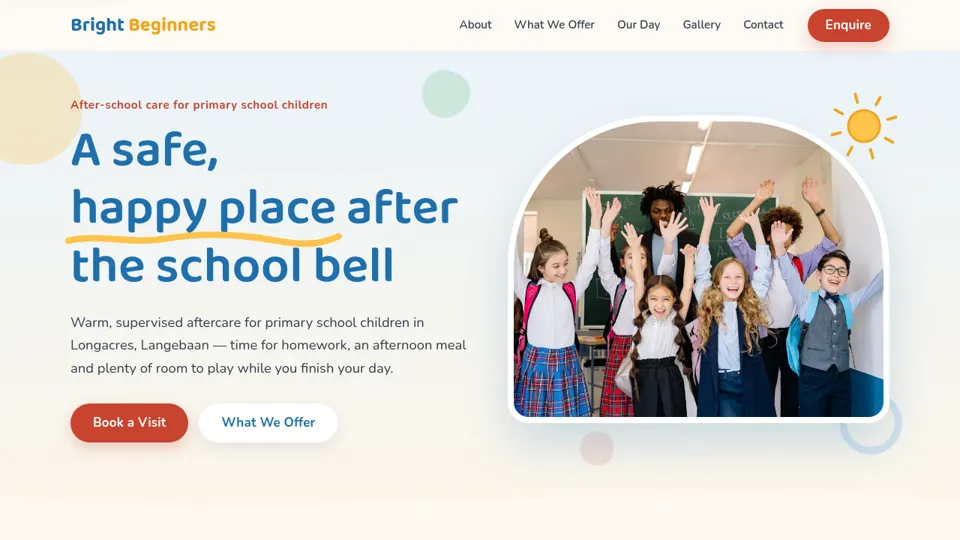 Bright Beginners
About
What We Offer
Our Day
Gallery
Contact
Enquire
After-school care for primary school children
A safe,
happy place after
the school bell
Warm, supervised aftercare for primary school children in
Longacres, Langebaan — time for homework, an afternoon meal
and plenty of room to play while you finish your day.
Book a Visit
What We Offer